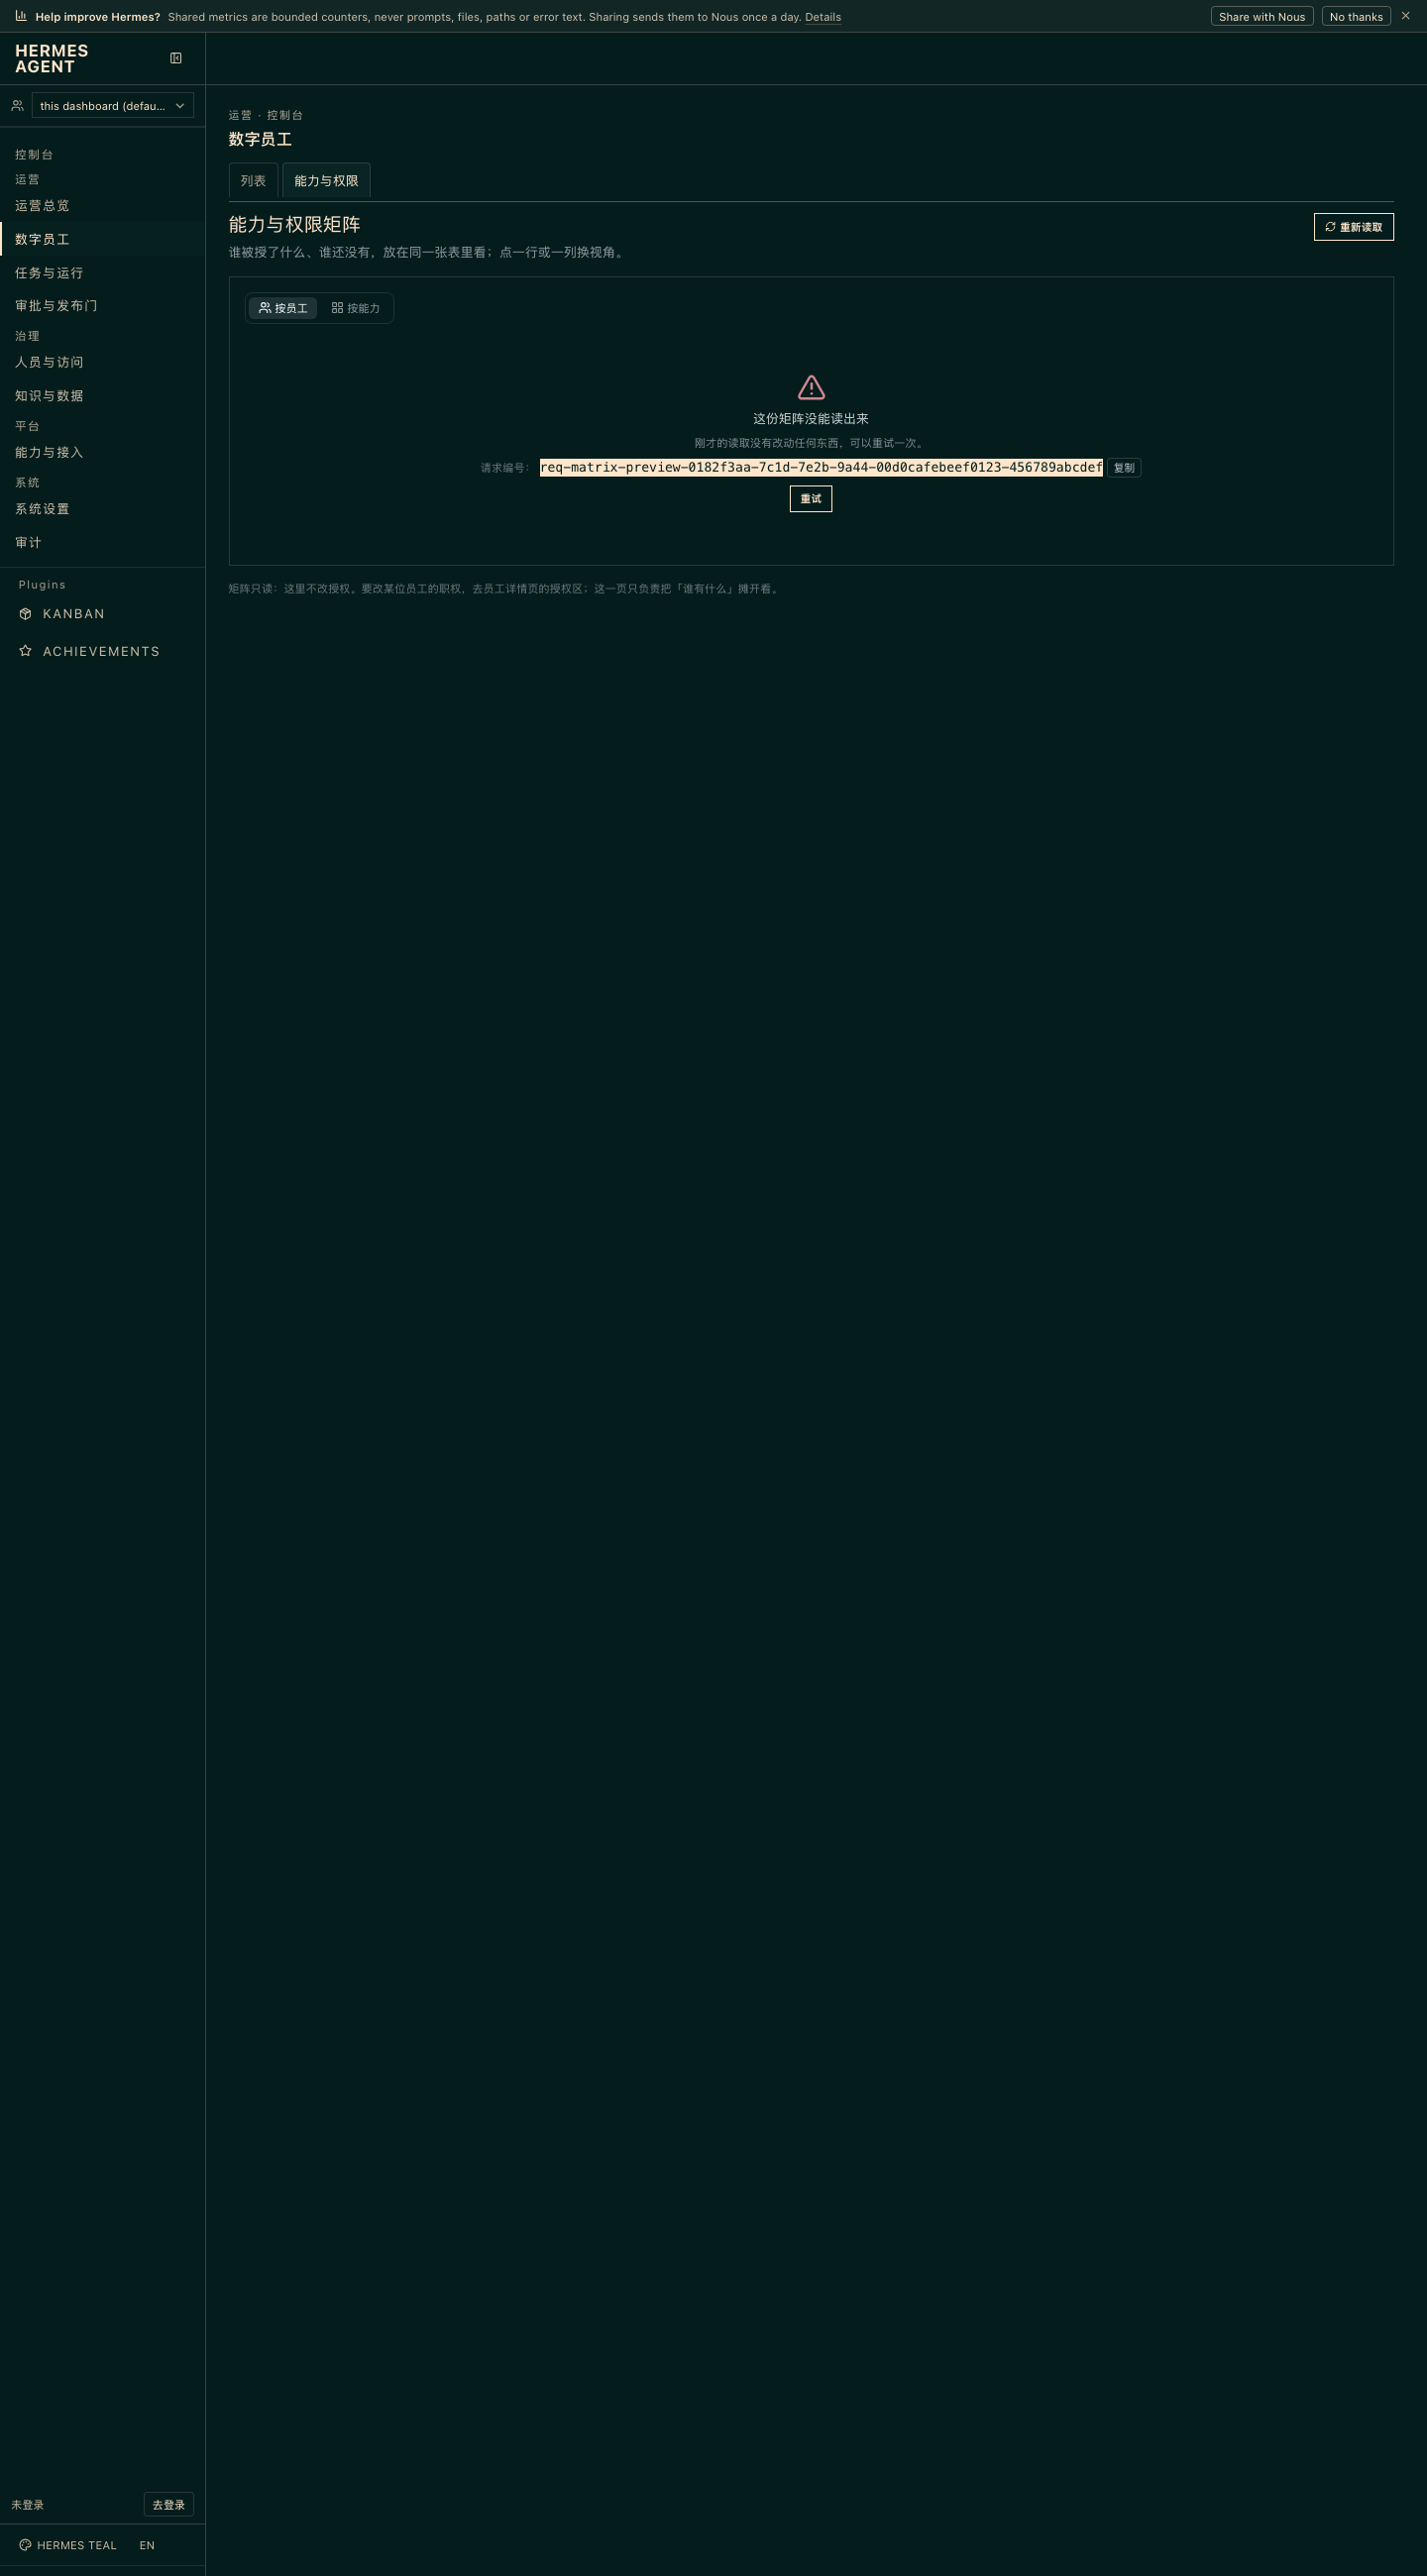 Help improve Hermes? Shared metrics are bounded counters, never prompts, files, paths or error text. Sharing sends them to Nous once a day. Details
Share with Nous
No thanks
HERMES
AGENT
this dashboard (defau...
控制台
运营
运营总览
数字员工
任务与运行
审批与发布门
治理
人员与访问
知识与数据
平台
能力与接入
系统
系统设置
审计
Plugins
KANBAN
ACHIEVEMENTS
未登录
去登录
HERMES TEAL
EN
运营 · 控制台
数字员工
列表
能力与权限
能力与权限矩阵
重新读取
谁被授了什么、谁还没有，放在同一张表里看；点一行或一列换视角。
按员工
按能力
这份矩阵没能读出来
刚才的读取没有改动任何东西，可以重试一次。
请求编号： req-matrix-preview-0182f3aa-7c1d-7e2b-9a44-00d0cafebeef0123-456789abcdef 复制
重试
矩阵只读：这里不改授权。要改某位员工的职权，去员工详情页的授权区；这一页只负责把「谁有什么」摊开看。